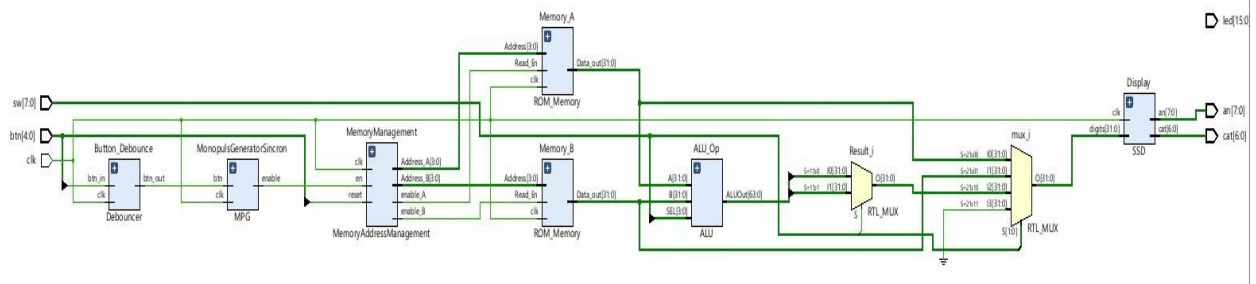 sw[7:0]
btn[4:0]
clk
Button_Debounce
btn_in
clk
btn_out
Debouncer
MonopulsGeneratorSincron
btn
clk
enable
MPG
MemoryManagement
clk
en
reset
Address_A[3:0]
Address_B[3:0]
enable_A
enable_B
MemoryAddressManagement
Memory_A
Address[3:0]
Read_En
clk
Data_out[31:0]
ROM_Memory
Memory_B
Address[3:0]
Read_En
clk
Data_out[31:0]
ROM_Memory
ALU_Op
A[31:0]
B[31:0]
SEL[3:0]
ALUOut[63:0]
ALU
Result_i
S=1'b0 I0[31:0]
S=1'b1 I1[31:0]
S
O[31:0]
RTL_MUX
mux_i
S=2'b00 I0[31:0]
S=2'b01 I1[31:0]
S=2'b10 I2[31:0]
S=2'b11 I3[31:0]
S[1:0]
O[31:0]
RTL_MUX
Display
clk
digits[31:0]
an[7:0]
cat[6:0]
SSD
led[15:0
an[7:0]
cat[6:0]